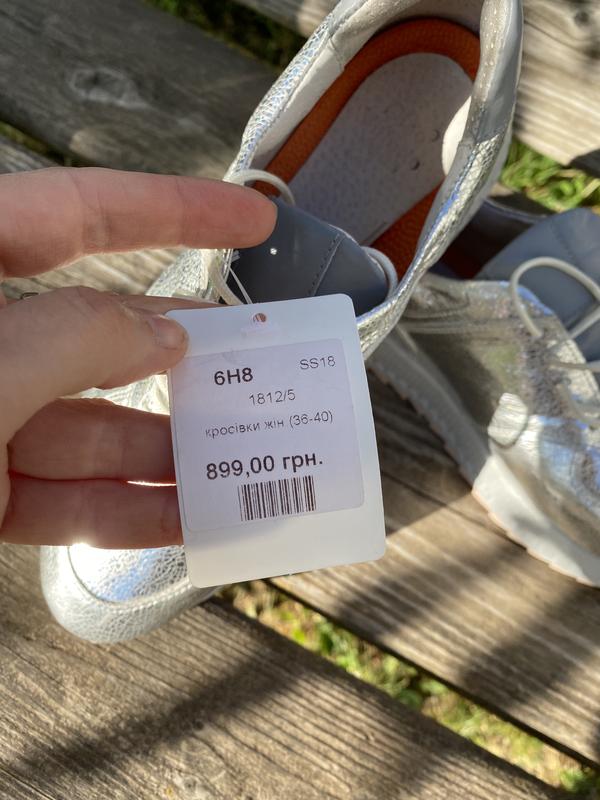 6H8 SS18
1812/5
кросівки жін (36-40)
899,00 грн.